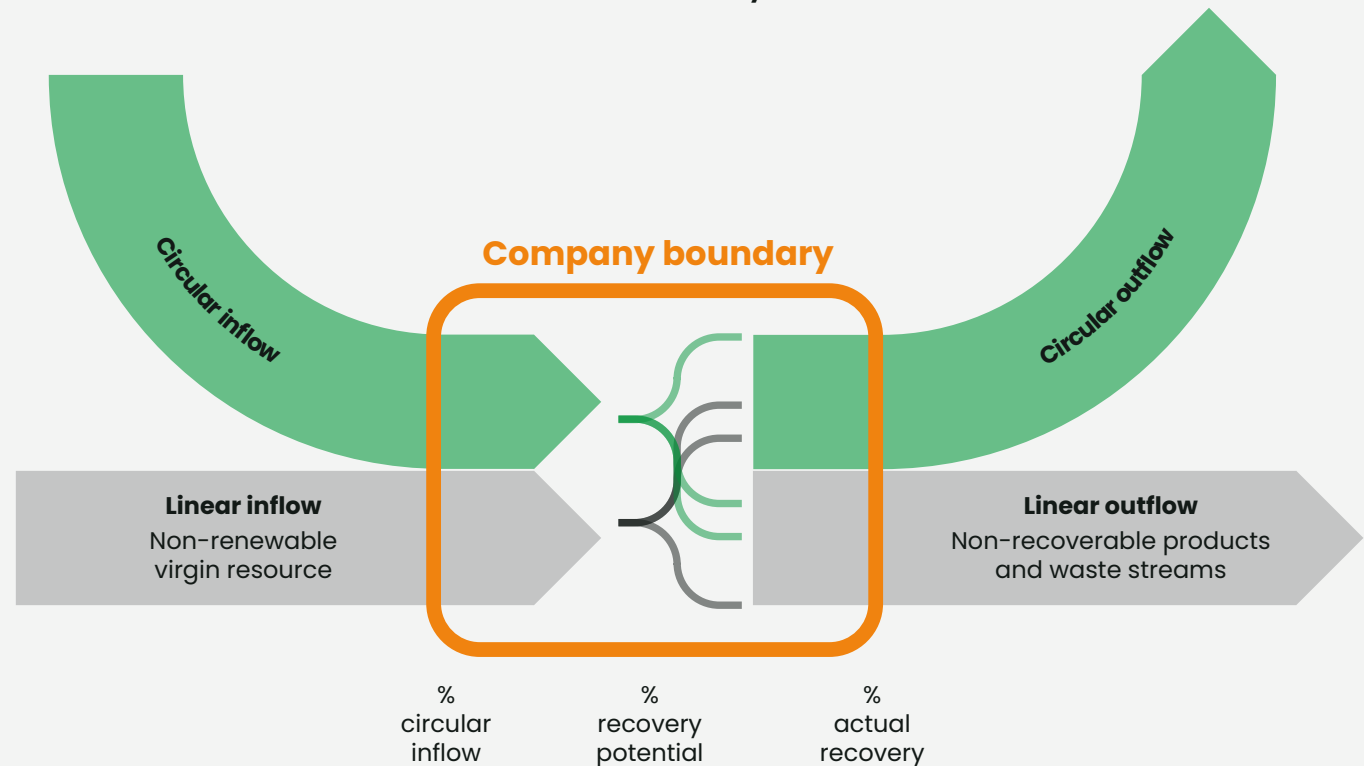 Company boundary
Circular inflow
Circular outflow
Linear inflow
Non-renewable
virgin resource
Linear outflow
Non-recoverable products
and waste streams
%
circular
inflow
%
recovery
potential
%
actual
recovery